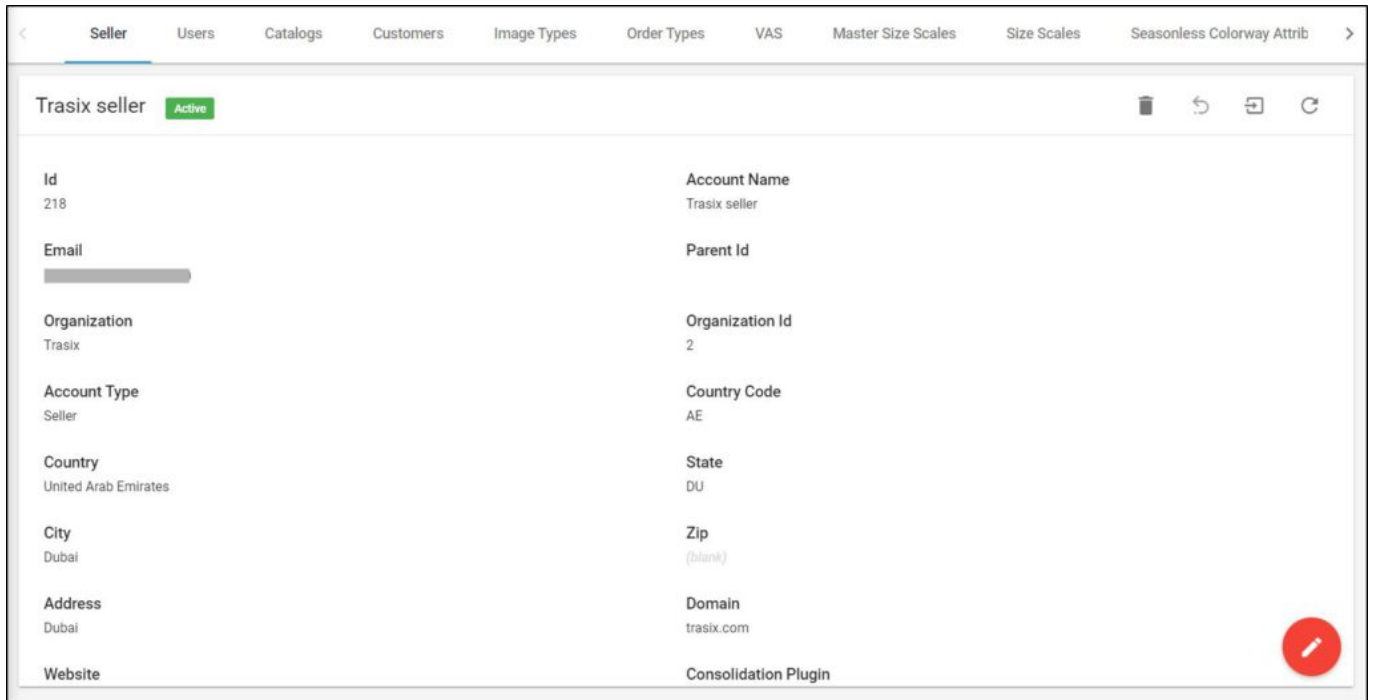 Seller Users Catalogs Customers Image Types Order Types VAS Master Size Scales Size Scales Seasonless Colorway Attrib
Trasix seller Active
Id Account Name
218 Trasix seller
Email Parent Id
Organization Organization Id
Trasix 2
Account Type Country Code
Seller AE
Country State
United Arab Emirates DU
City Zip
Dubai (blank)
Address Domain
Dubai trasix.com
Website Consolidation Plugin